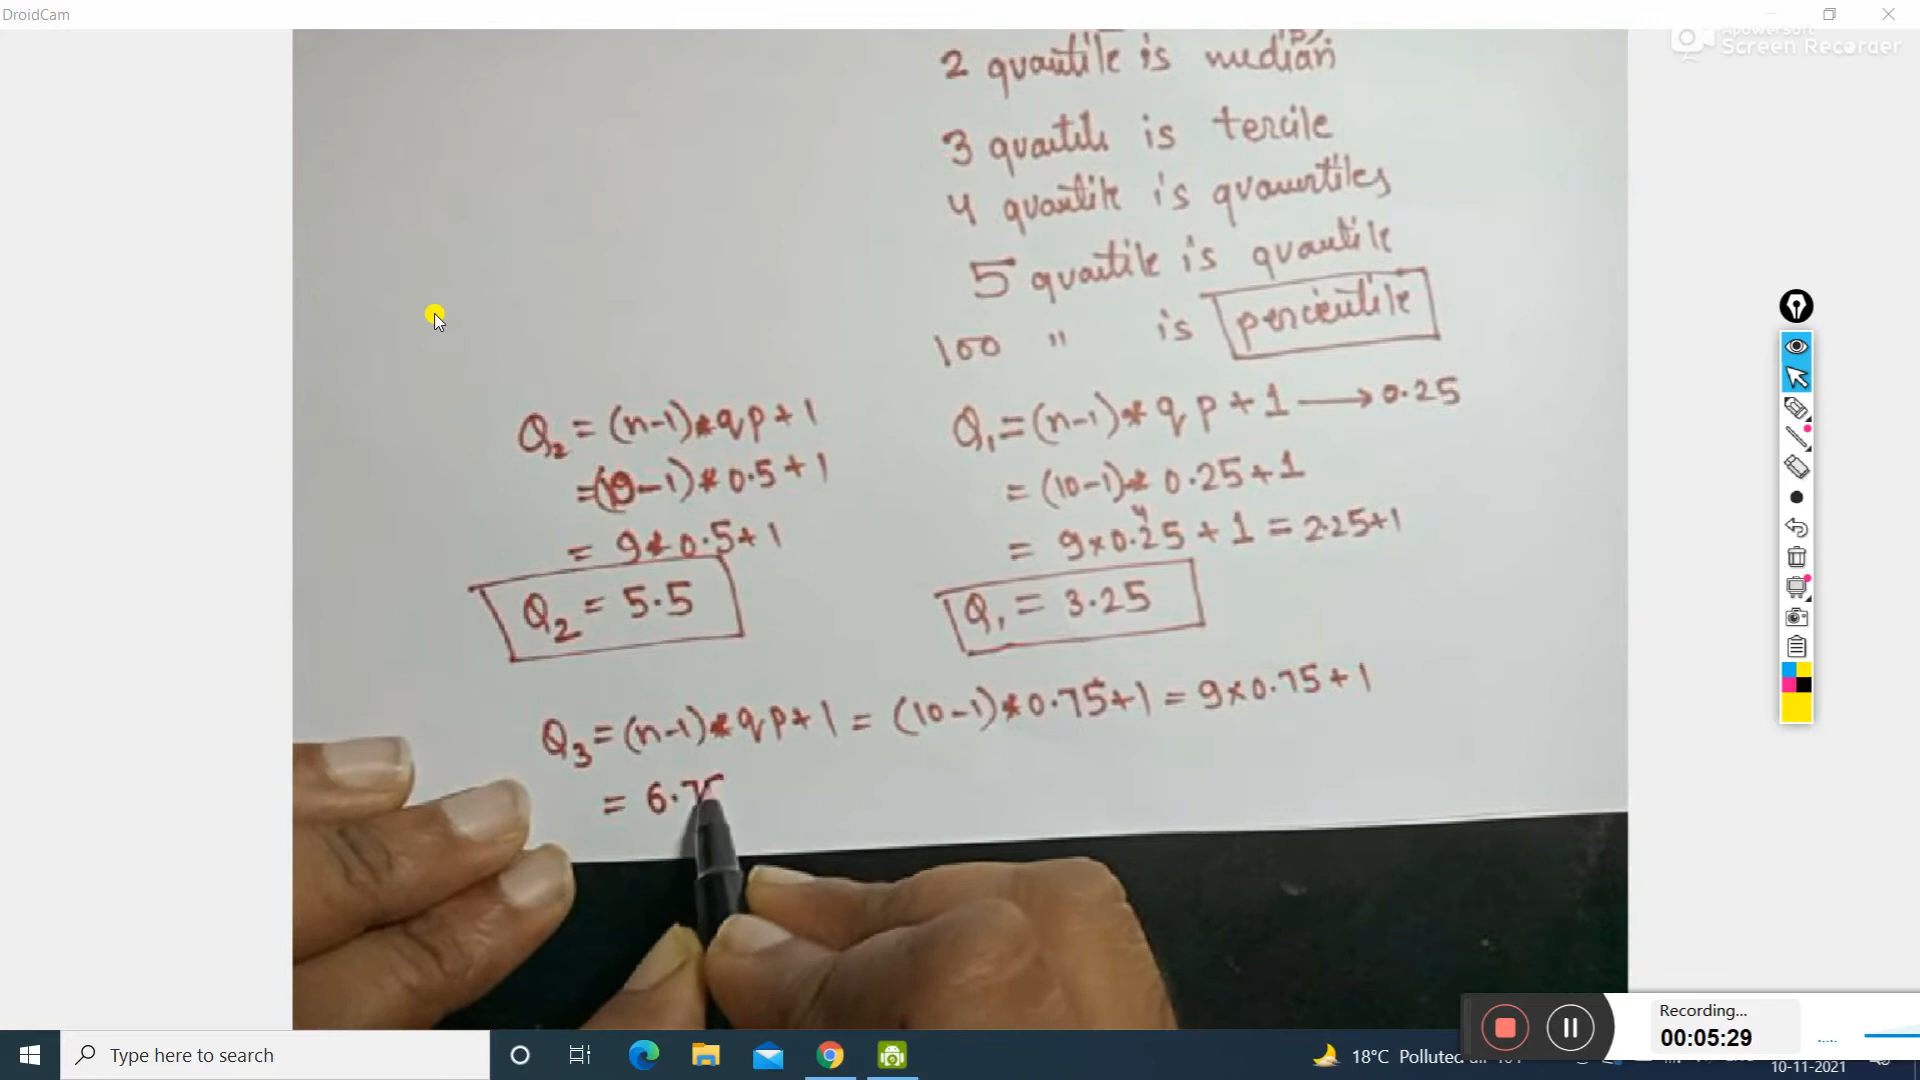 DroidCam
Apowersoft
Screen Recorder
2 quantile is median
3 quantile is tercile
4 quantile is quauntiles
5 quantile is quantile
100 " is percentile
Q2 = (n-1)*qp+1
=(10-1)*0.5+1
= 9*0.5+1
Q2 = 5.5
Q1 = (n-1)*qp+1 → 0.25
= (10-1)* 0.25+1
= 9×0.25+1 = 2.25+1
Q1 = 3.25
Q3 = (n-1)*qp+1 = (10-1)*0.75+1 = 9×0.75+1
= 6.75
Recording...
00:05:29
Type here to search
18°C Polluted air
10-11-2021